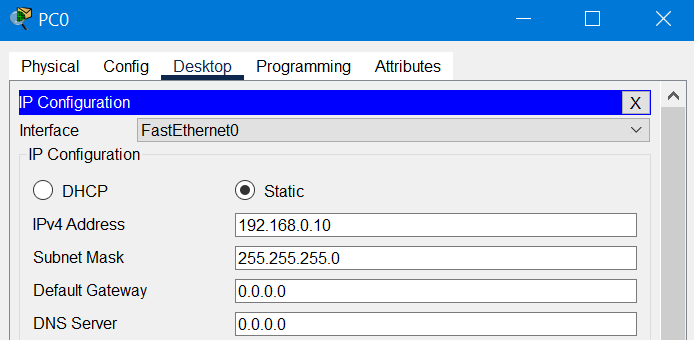 PC0
Physical Config Desktop Programming Attributes
IP Configuration X
Interface FastEthernet0
IP Configuration
DHCP Static
IPv4 Address 192.168.0.10
Subnet Mask 255.255.255.0
Default Gateway 0.0.0.0
DNS Server 0.0.0.0